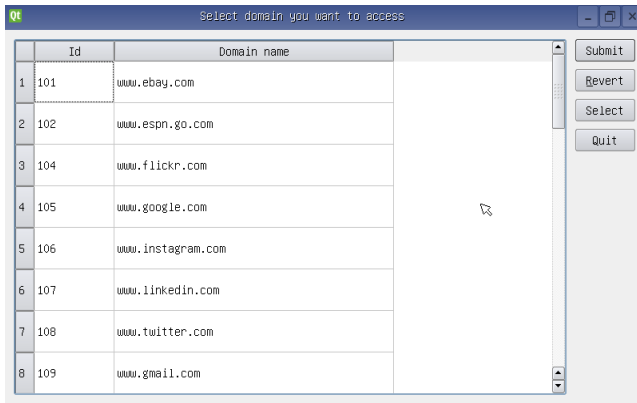 Qt Select domain you want to access
Id Domain name
1 101 www.ebay.com
2 102 www.espn.go.com
3 104 www.flickr.com
4 105 www.google.com
5 106 www.instagram.com
6 107 www.linkedin.com
7 108 www.twitter.com
8 109 www.gmail.com
Submit
Revert
Select
Quit